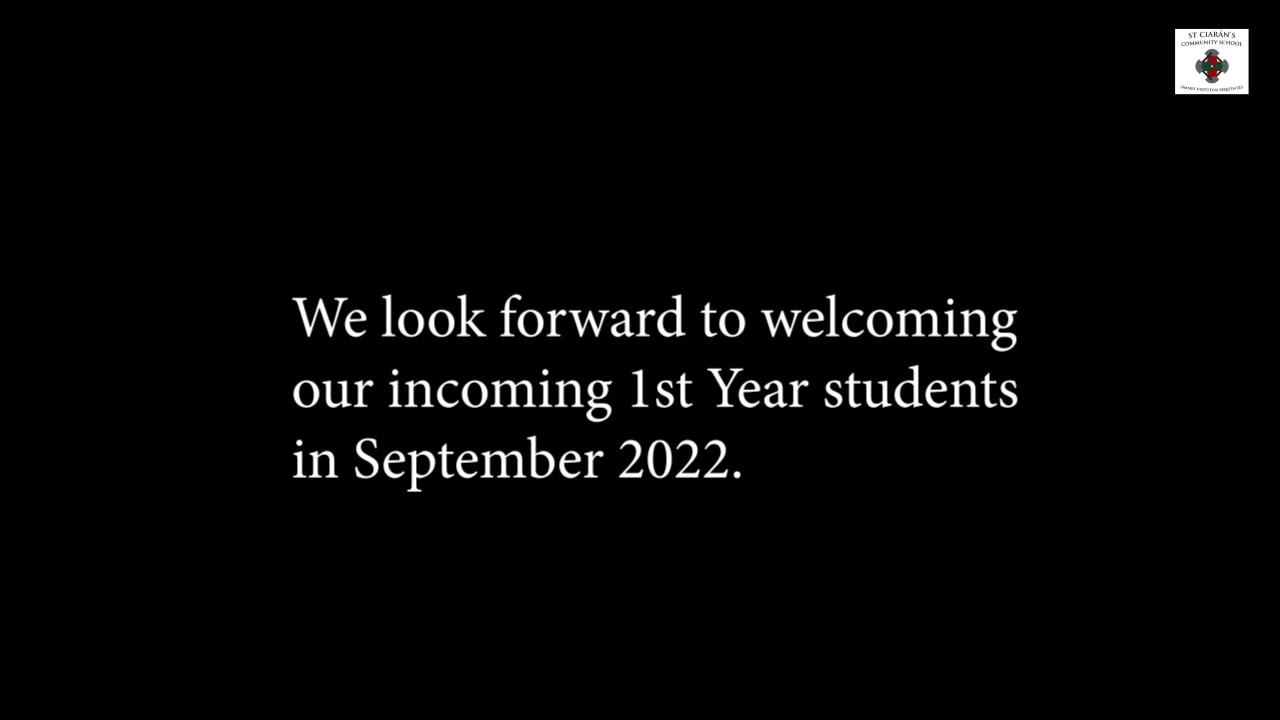 ST CIARÁN'S
COMMUNITY SCHOOL
We look forward to welcoming
our incoming 1st Year students
in September 2022.